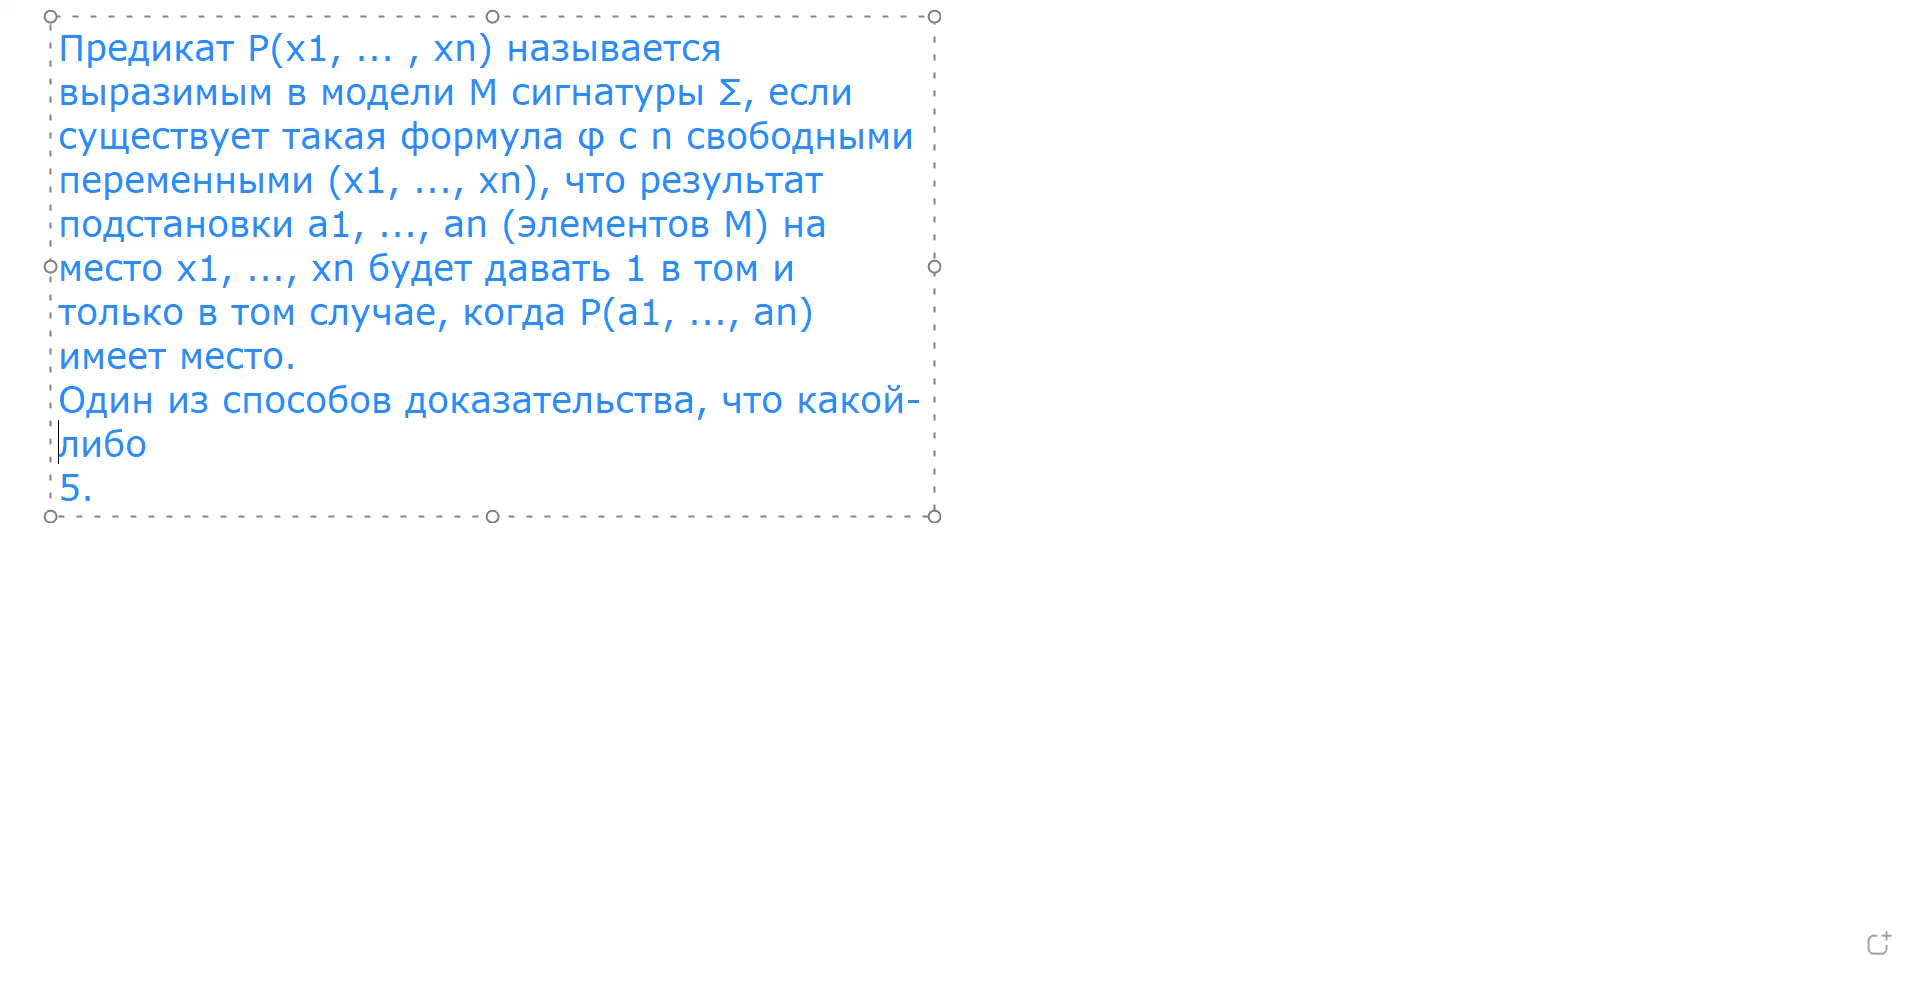 Предикат P(x1, ... , xn) называется
выразимым в модели M сигнатуры Σ, если
существует такая формула φ с n свободными
переменными (x1, ..., xn), что результат
подстановки a1, ..., an (элементов M) на
место x1, ..., xn будет давать 1 в том и
только в том случае, когда P(a1, ..., an)
имеет место.
Один из способов доказательства, что какой-
либо
5.